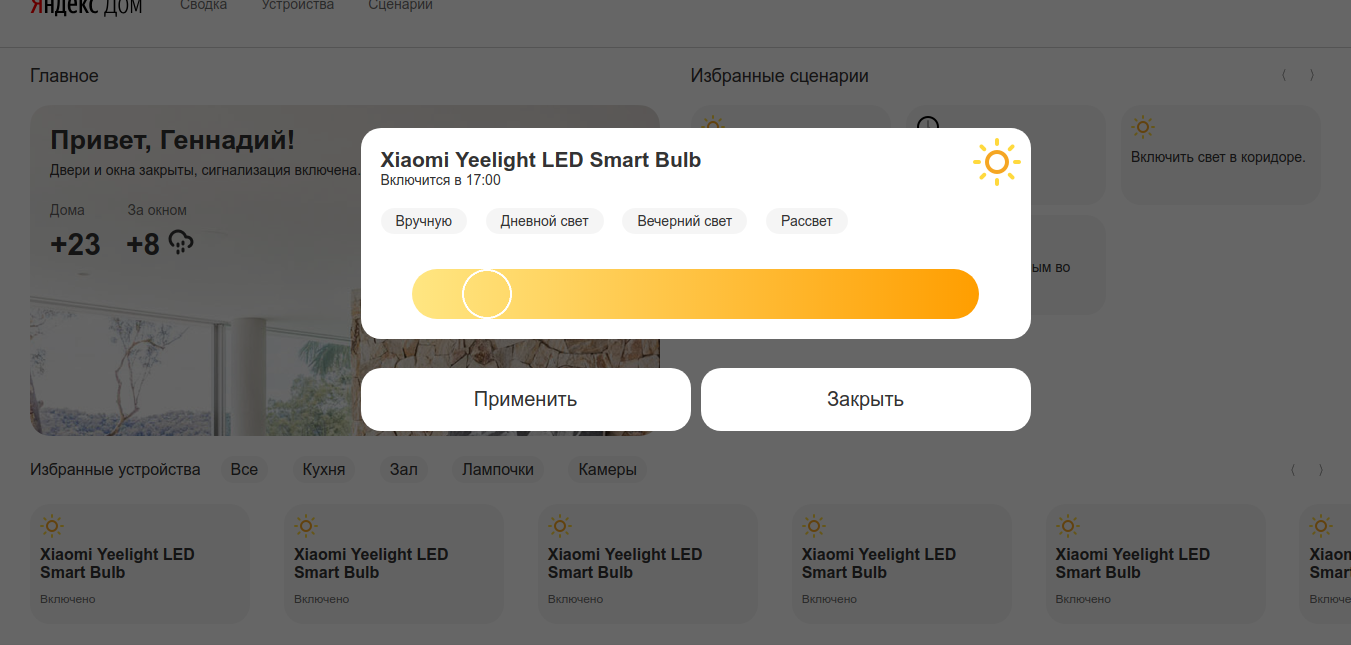 Яндекс Дом Сводка Устройства Сценарии
Главное
Привет, Геннадий!
Двери и окна закрыты, сигнализация включена.
Дома За окном
+23 +8
Избранные сценарии
Включить свет в коридоре.
ым во
Xiaomi Yeelight LED Smart Bulb
Включится в 17:00
Вручную Дневной свет Вечерний свет Рассвет
Применить Закрыть
Избранные устройства Все Кухня Зал Лампочки Камеры
Xiaomi Yeelight LED
Smart Bulb
Включено
Xiaomi Yeelight LED
Smart Bulb
Включено
Xiaomi Yeelight LED
Smart Bulb
Включено
Xiaomi Yeelight LED
Smart Bulb
Включено
Xiaomi Yeelight LED
Smart Bulb
Включено
Xiaom
Smart
Включе